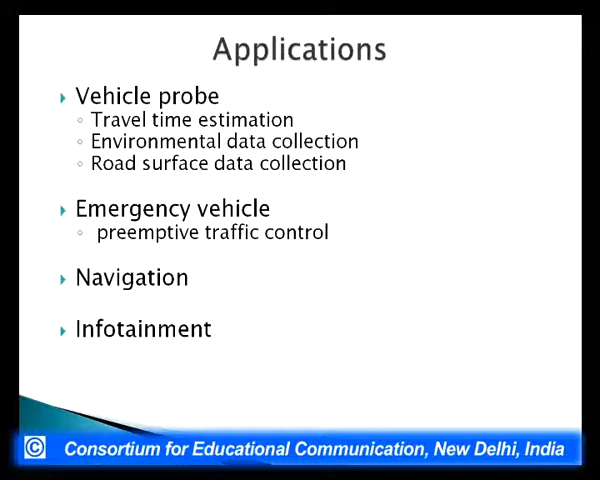 Applications
Vehicle probe
Travel time estimation
Environmental data collection
Road surface data collection
Emergency vehicle
preemptive traffic control
Navigation
Infotainment
© Consortium for Educational Communication, New Delhi, India